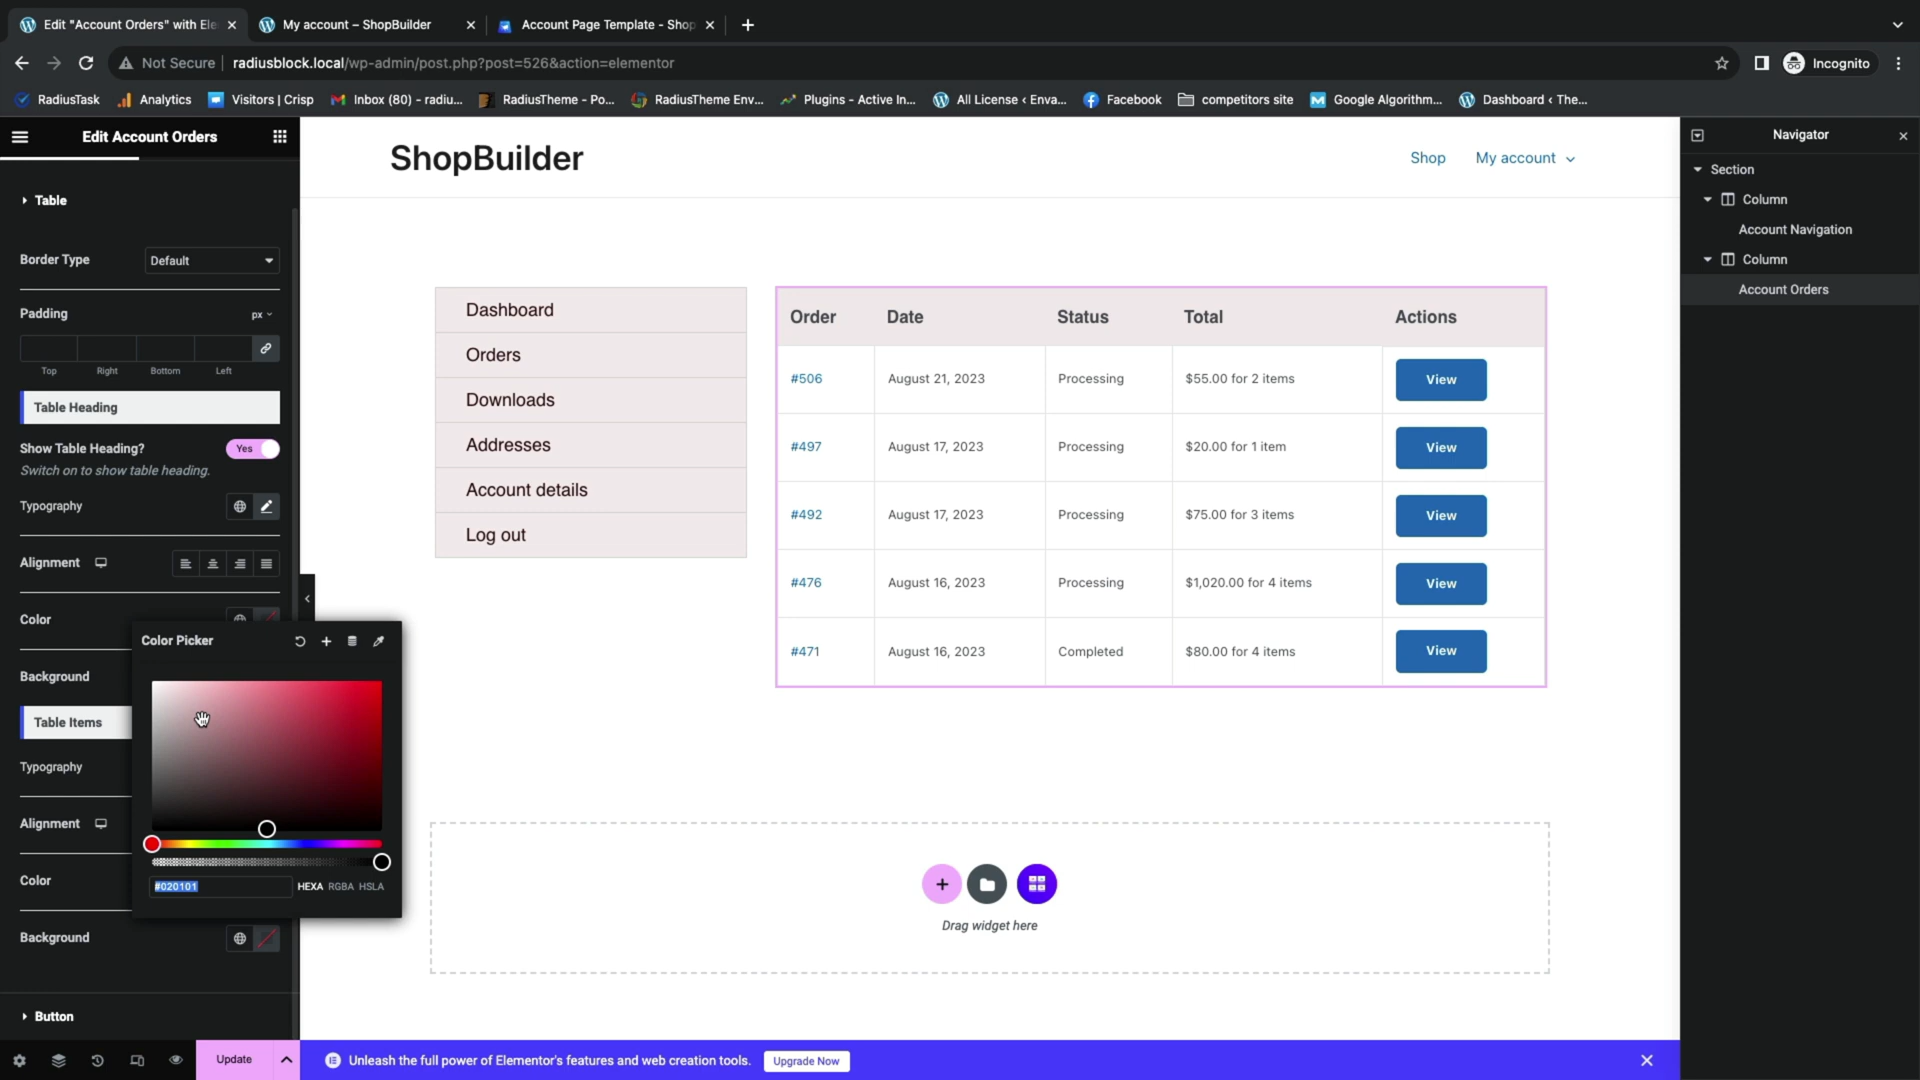 Edit "Account Orders" with Ele
My account – ShopBuilder
Account Page Template - Shop
Not Secure
radiusblock.local/wp-admin/post.php?post=526&action=elementor
Incognito
RadiusTask
Analytics
Visitors | Crisp
Inbox (80) - radiu...
RadiusTheme - Po...
RadiusTheme Env...
Plugins - Active In...
All License ‹ Enva...
Facebook
competitors site
Google Algorithm...
Dashboard ‹ The...
Edit Account Orders
Table
Border Type
Default
Padding
px
Top
Right
Bottom
Left
Table Heading
Show Table Heading?
Yes
Switch on to show table heading.
Typography
Alignment
Color
Color Picker
Background
Table Items
Typography
Alignment
Color
#020101
HEXA RGBA HSLA
Background
Button
Update
ShopBuilder
Shop
My account
Dashboard
Orders
Downloads
Addresses
Account details
Log out
Order Date Status Total Actions
#506 August 21, 2023 Processing $55.00 for 2 items View
#497 August 17, 2023 Processing $20.00 for 1 item View
#492 August 17, 2023 Processing $75.00 for 3 items View
#476 August 16, 2023 Processing $1,020.00 for 4 items View
#471 August 16, 2023 Completed $80.00 for 4 items View
Drag widget here
Unleash the full power of Elementor's features and web creation tools.
Upgrade Now
Navigator
Section
Column
Account Navigation
Column
Account Orders